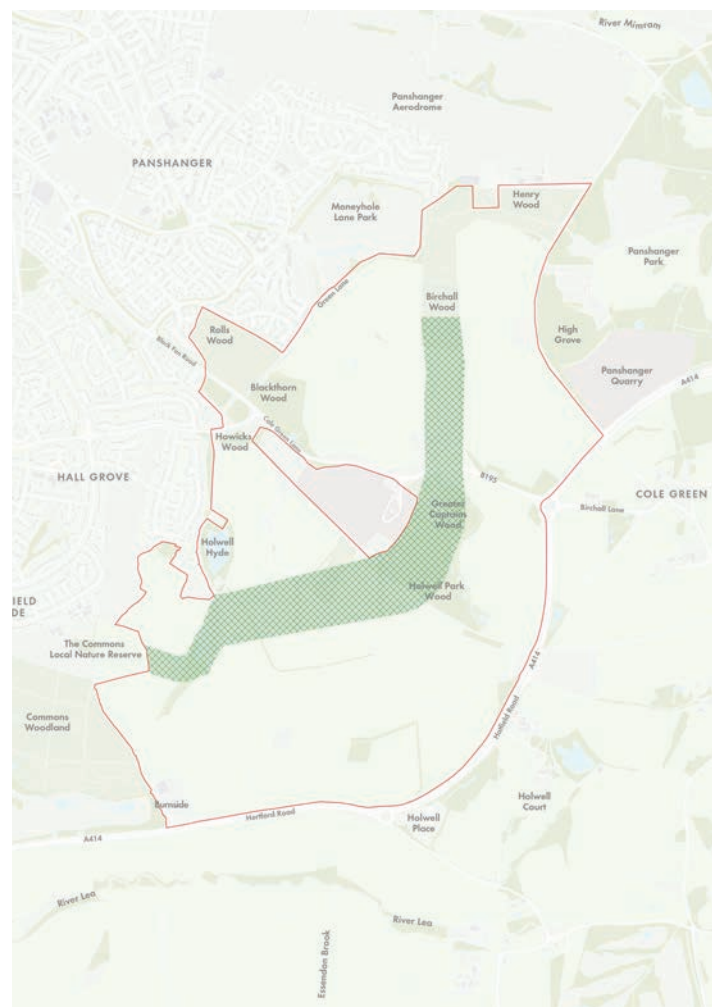 River Mimram
Panshanger
Aerodrome
PANSHANGER
Moneyhole
Lane Park
Henry
Wood
Panshanger
Park
Green Lane
Birchall
Wood
Rolls
Wood
High
Grove
Black Fan Road
Panshanger
Quarry
A414
Blackthorn
Wood
Cole Green Lane
Howicks
Wood
HALL GROVE
B195
COLE GREEN
Greater
Captains
Wood
Birchall Lane
Holwell
Hyde
Holwell Park
Wood
FIELD
DE
The Commons
Local Nature Reserve
A414
Commons
Woodland
Hatfield Road
Burnside
Holwell
Court
Hertford Road
Holwell
Place
A414
River Lea
River Lea
Essendon Brook